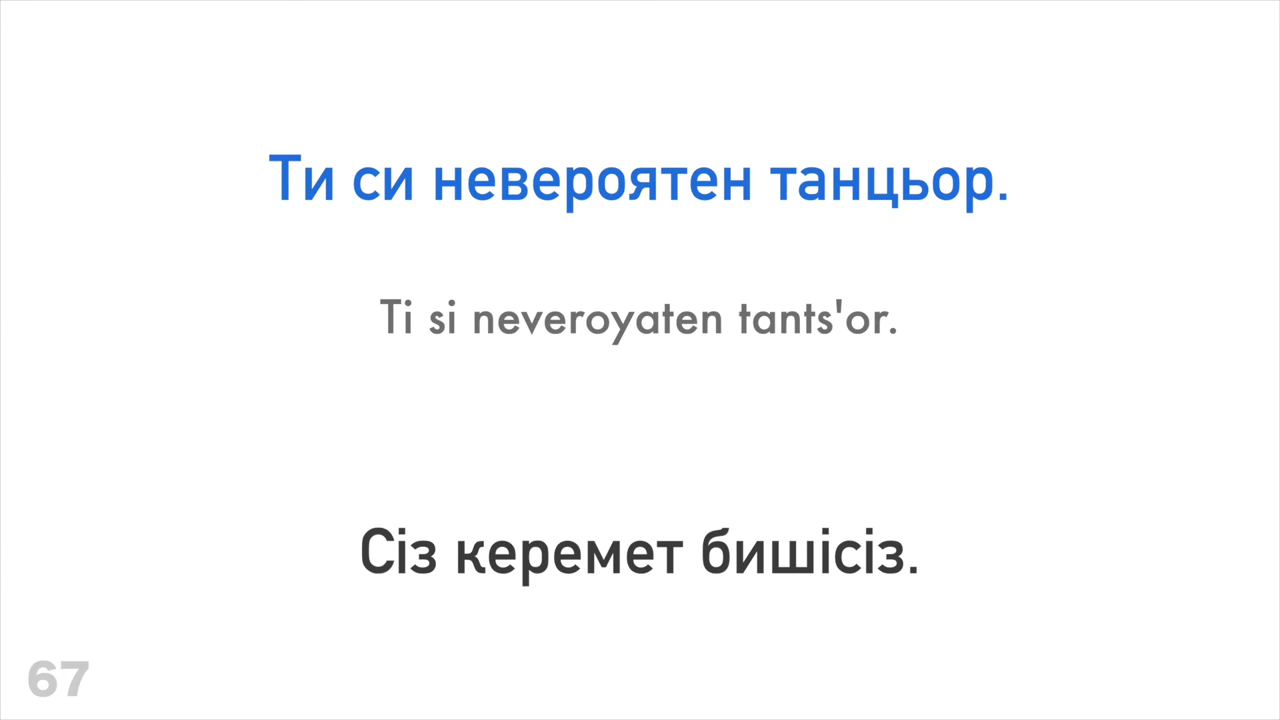 Ти си невероятен танцьор.
Ti si neveroyaten tants'or.
Сіз керемет бишісіз.
67